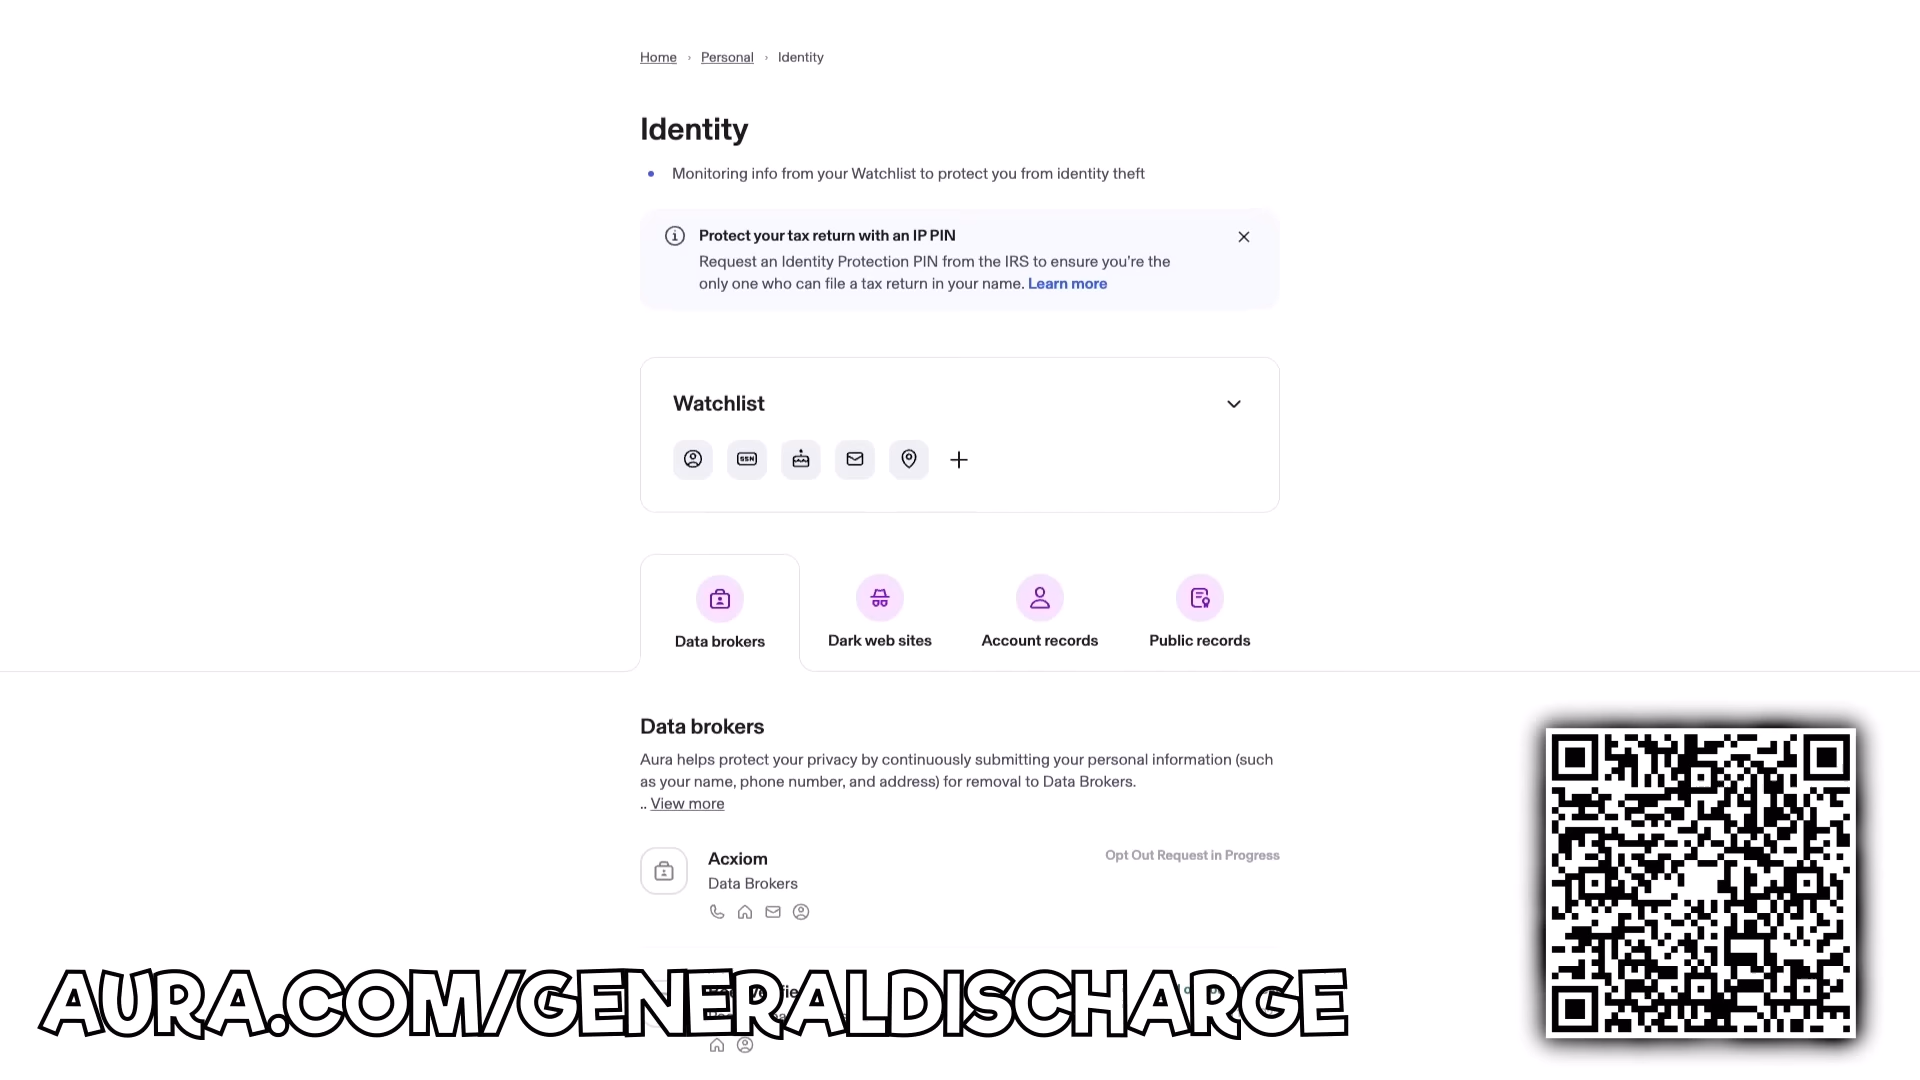 Home › Personal › Identity
Identity
• Monitoring info from your Watchlist to protect you from identity theft
Protect your tax return with an IP PIN
Request an Identity Protection PIN from the IRS to ensure you're the
only one who can file a tax return in your name. Learn more
Watchlist
SSN
Data brokers
Dark web sites
Account records
Public records
Data brokers
Aura helps protect your privacy by continuously submitting your personal information (such
as your name, phone number, and address) for removal to Data Brokers.
.. View more
Acxiom
Opt Out Request in Progress
Data Brokers
AURA.COM/GENERALDISCHARGE